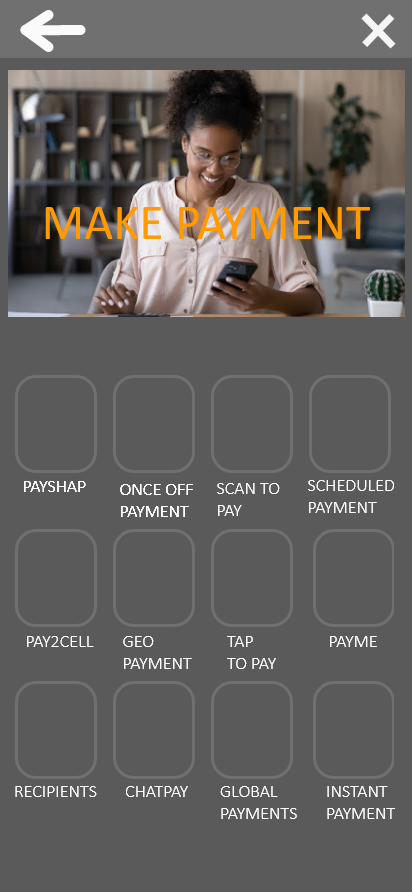 MAKE PAYMENT
PAYSHAP
ONCE OFF
PAYMENT
SCAN TO
PAY
SCHEDULED
PAYMENT
PAY2CELL
GEO
PAYMENT
TAP
TO PAY
PAYME
RECIPIENTS
CHATPAY
GLOBAL
PAYMENTS
INSTANT
PAYMENT